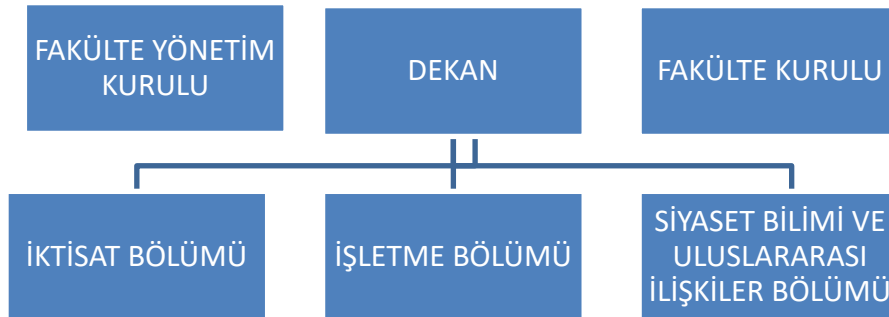 FAKÜLTE YÖNETİM
KURULU
DEKAN
FAKÜLTE KURULU
İKTİSAT BÖLÜMÜ
İŞLETME BÖLÜMÜ
SİYASET BİLİMİ VE
ULUSLARARASI
İLİŞKİLER BÖLÜMÜ